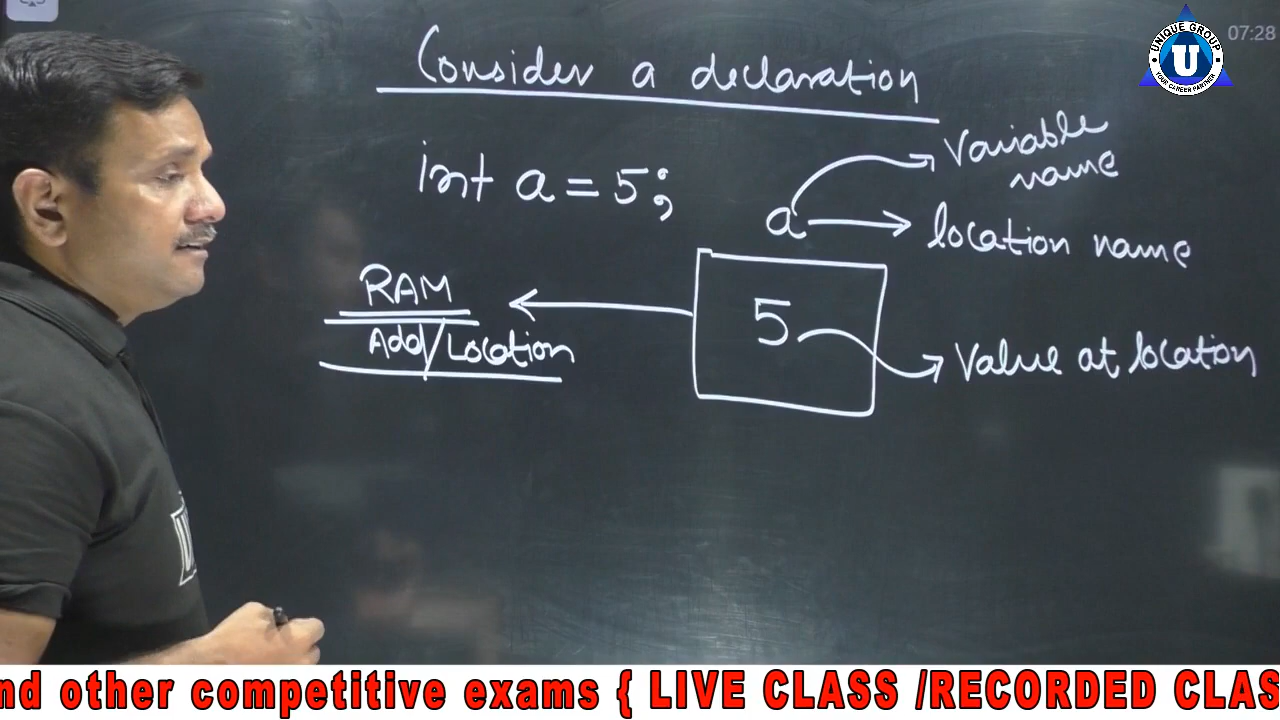 Consider a declaration
07:28
UNIQUE GROUP
U
YOUR CAREER PARTNER
int a = 5;
a
Variable
name
location name
RAM
Add/Location
5
Value at location
nd other competitive exams { LIVE CLASS /RECORDED CLAS